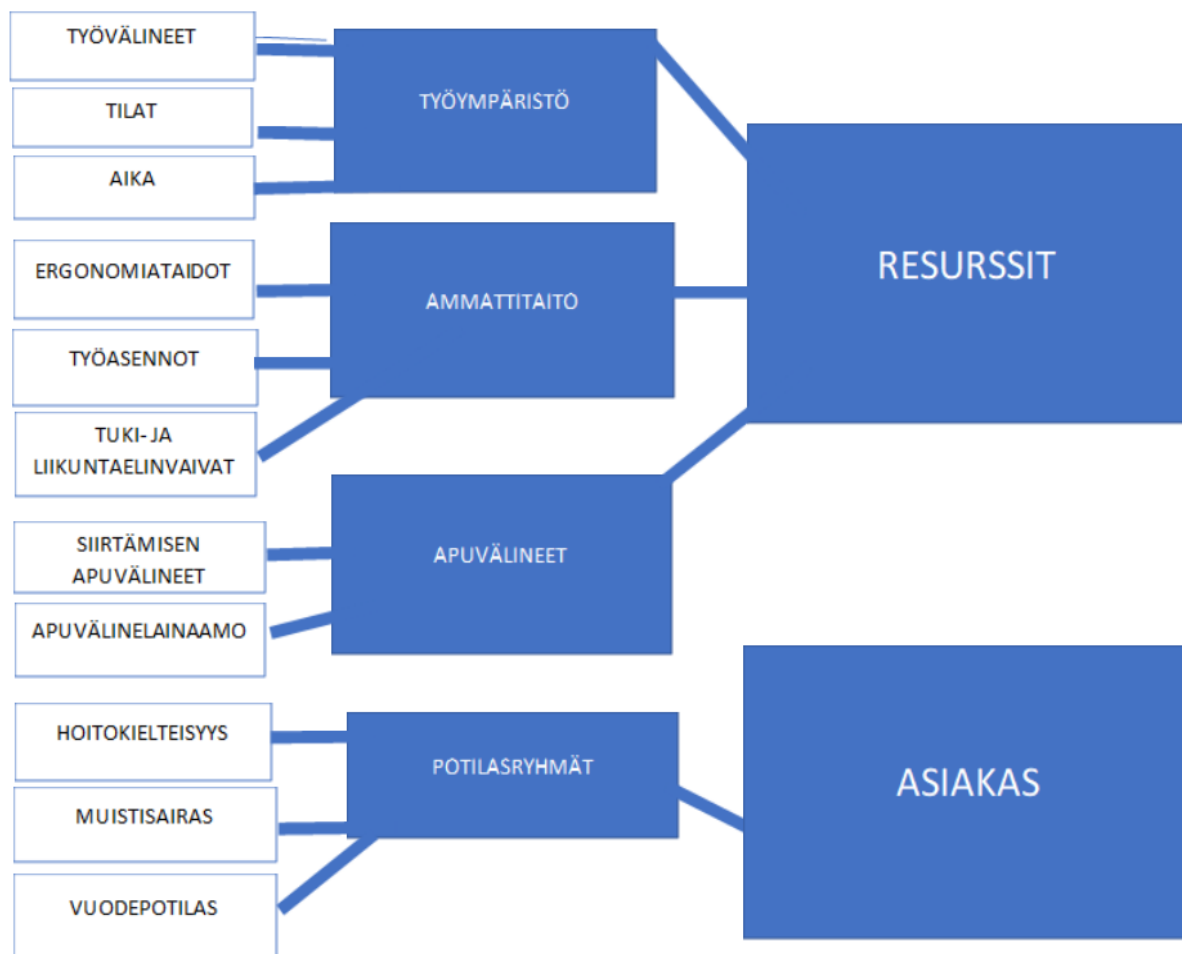 TYÖVÄLINEET
TILAT
AIKA
TYÖYMPÄRISTÖ
ERGONOMIATAIDOT
TYÖASENNOT
TUKI- JA
LIIKUNTAELINVAIVAT
AMMATTITAITO
RESURSSIT
SIIRTÄMISEN
APUVÄLINEET
APUVÄLINELAINAAMO
APUVÄLINEET
HOITOKIELTEISYYS
MUISTISAIRAS
VUODEPOTILAS
POTILASRYHMÄT
ASIAKAS